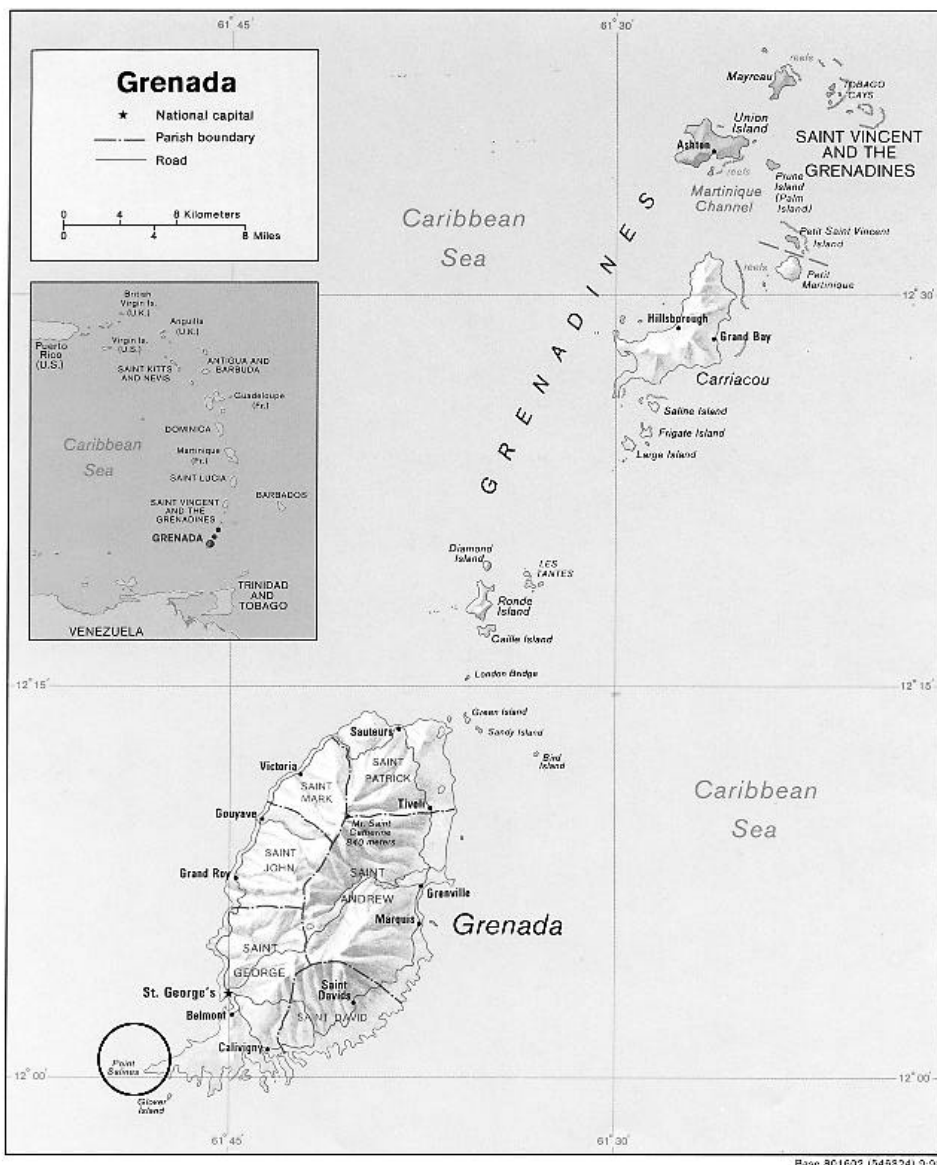 61° 45'
61° 30'
Grenada
★ National capital
Parish boundary
Road
0 4 8 Kilometers
0 4 8 Miles
Mayreau
reefs
TOBAGO
CAYS
Union
Island
Ashton
reefs
SAINT VINCENT
AND THE
GRENADINES
Martinique
Channel
Prune
Island
(Palm
Island)
Petit Saint Vincent
Island
reefs
Petit
Martinique
Caribbean
Sea
GRENADINES
12° 30'
Hillsborough
Grand Bay
Carriacou
Saline Island
Frigate Island
Large Island
British
Virgin Is.
(U.K.)
Anguilla
(U.K.)
Puerto
Rico
(U.S.)
Virgin Is.
(U.S.)
SAINT KITTS
AND NEVIS
ANTIGUA AND
BARBUDA
Guadeloupe
(Fr.)
DOMINICA
Caribbean
Sea
Martinique
(Fr.)
SAINT LUCIA
SAINT VINCENT
AND THE
GRENADINES
BARBADOS
GRENADA
TRINIDAD
AND
TOBAGO
VENEZUELA
Diamond
Island
LES
TANTES
Ronde
Island
Caille Island
London Bridge
12° 15'
12° 15'
Green Island
Sandy Island
Bird
Island
Sauteurs
SAINT
PATRICK
Victoria
SAINT
MARK
Gouyave
Tivoli
Mt. Saint
Catherine
840 meters
SAINT
JOHN
Grand Roy
SAINT
ANDREW
Grenville
Marquis
Grenada
Caribbean
Sea
SAINT
GEORGE
St. George's
Saint
Davids
SAINT DAVID
Belmont
Calivigny
Point
Salines
Glover
Island
12° 00'
12° 00'
61° 45'
61° 30'